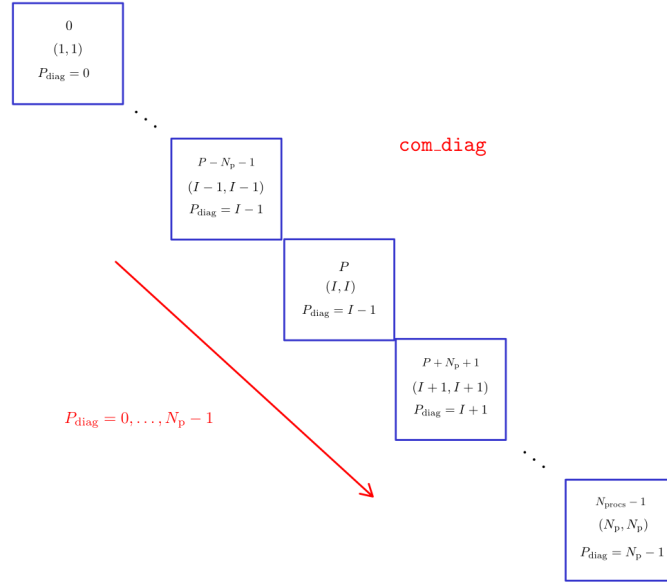 0
(1, 1)
P_diag = 0
⋱
com_diag
P − N_p − 1
(I − 1, I − 1)
P_diag = I − 1
P
(I, I)
P_diag = I − 1
P + N_p + 1
(I + 1, I + 1)
P_diag = I + 1
P_diag = 0, . . . , N_p − 1
⋱
N_procs − 1
(N_p, N_p)
P_diag = N_p − 1